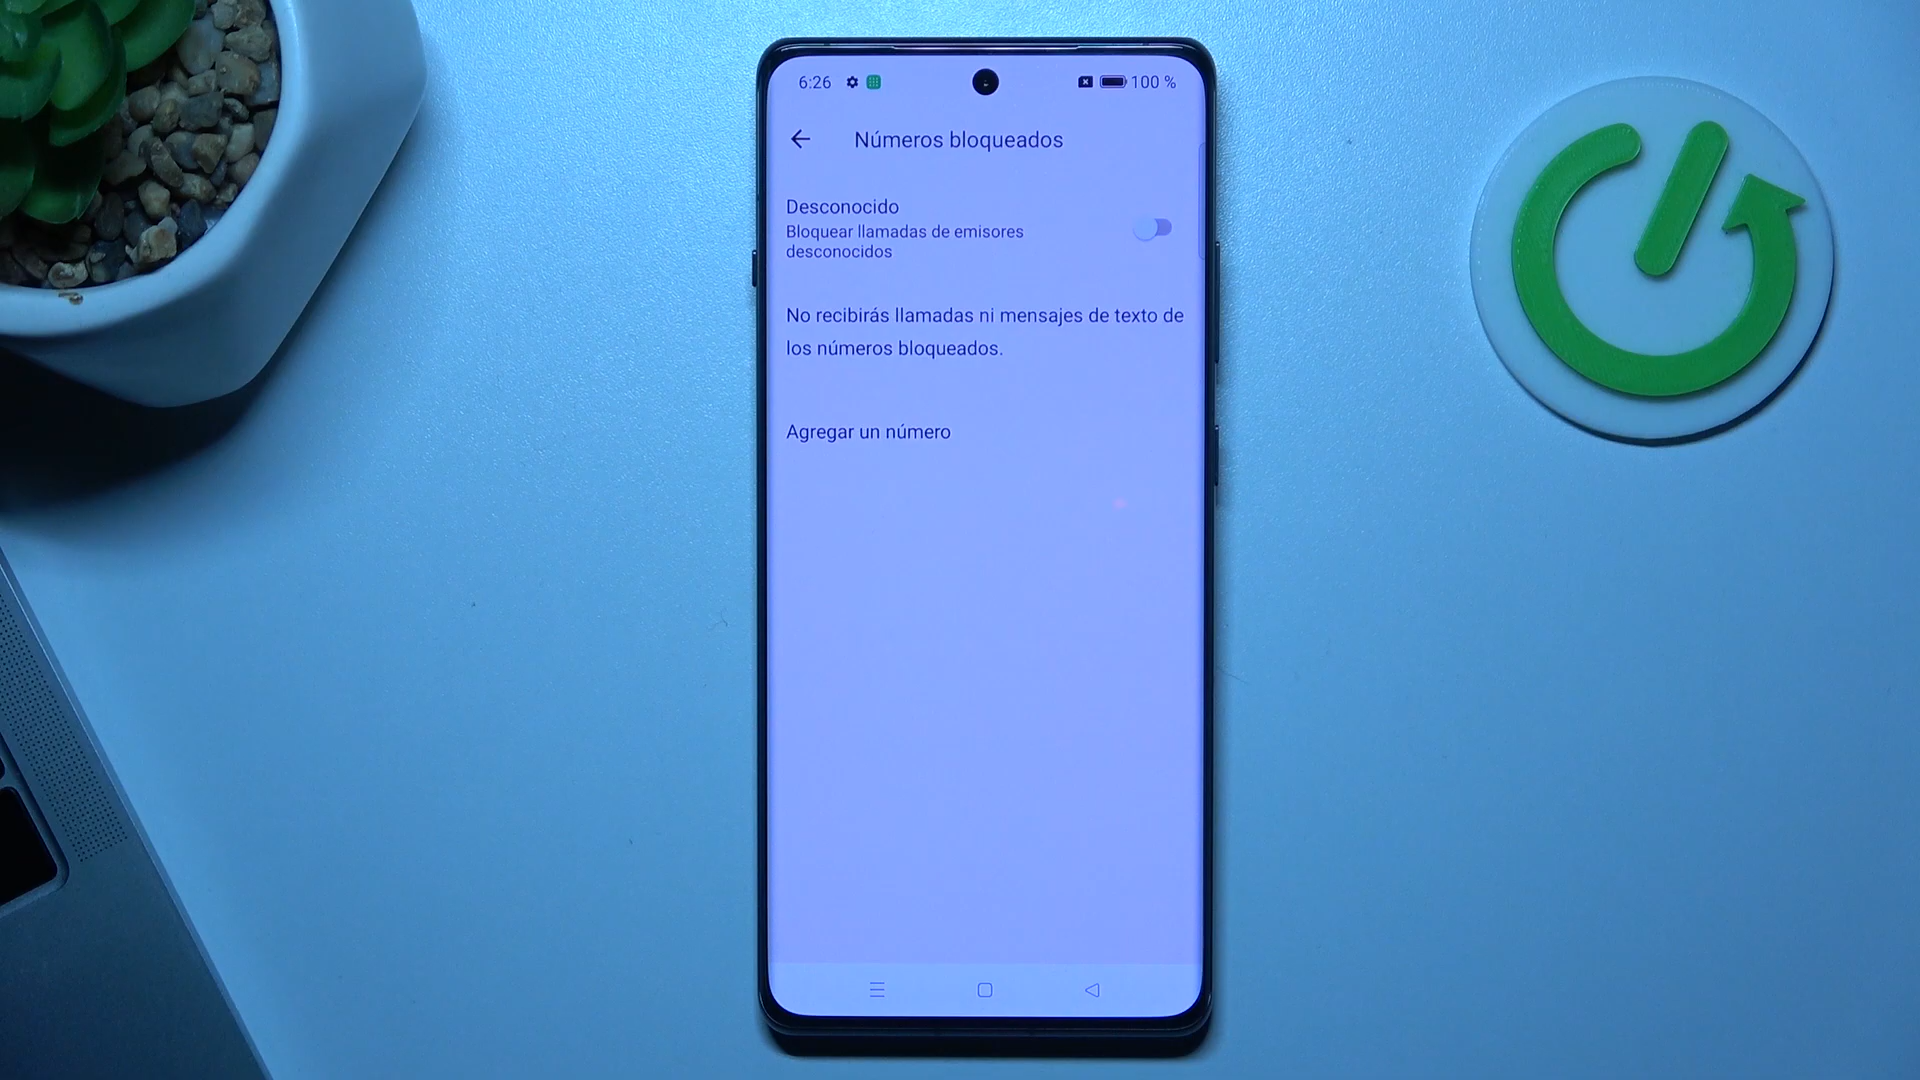 6:26 100 %
Números bloqueados
Desconocido
Bloquear llamadas de emisores
desconocidos
No recibirás llamadas ni mensajes de texto de
los números bloqueados.
Agregar un número